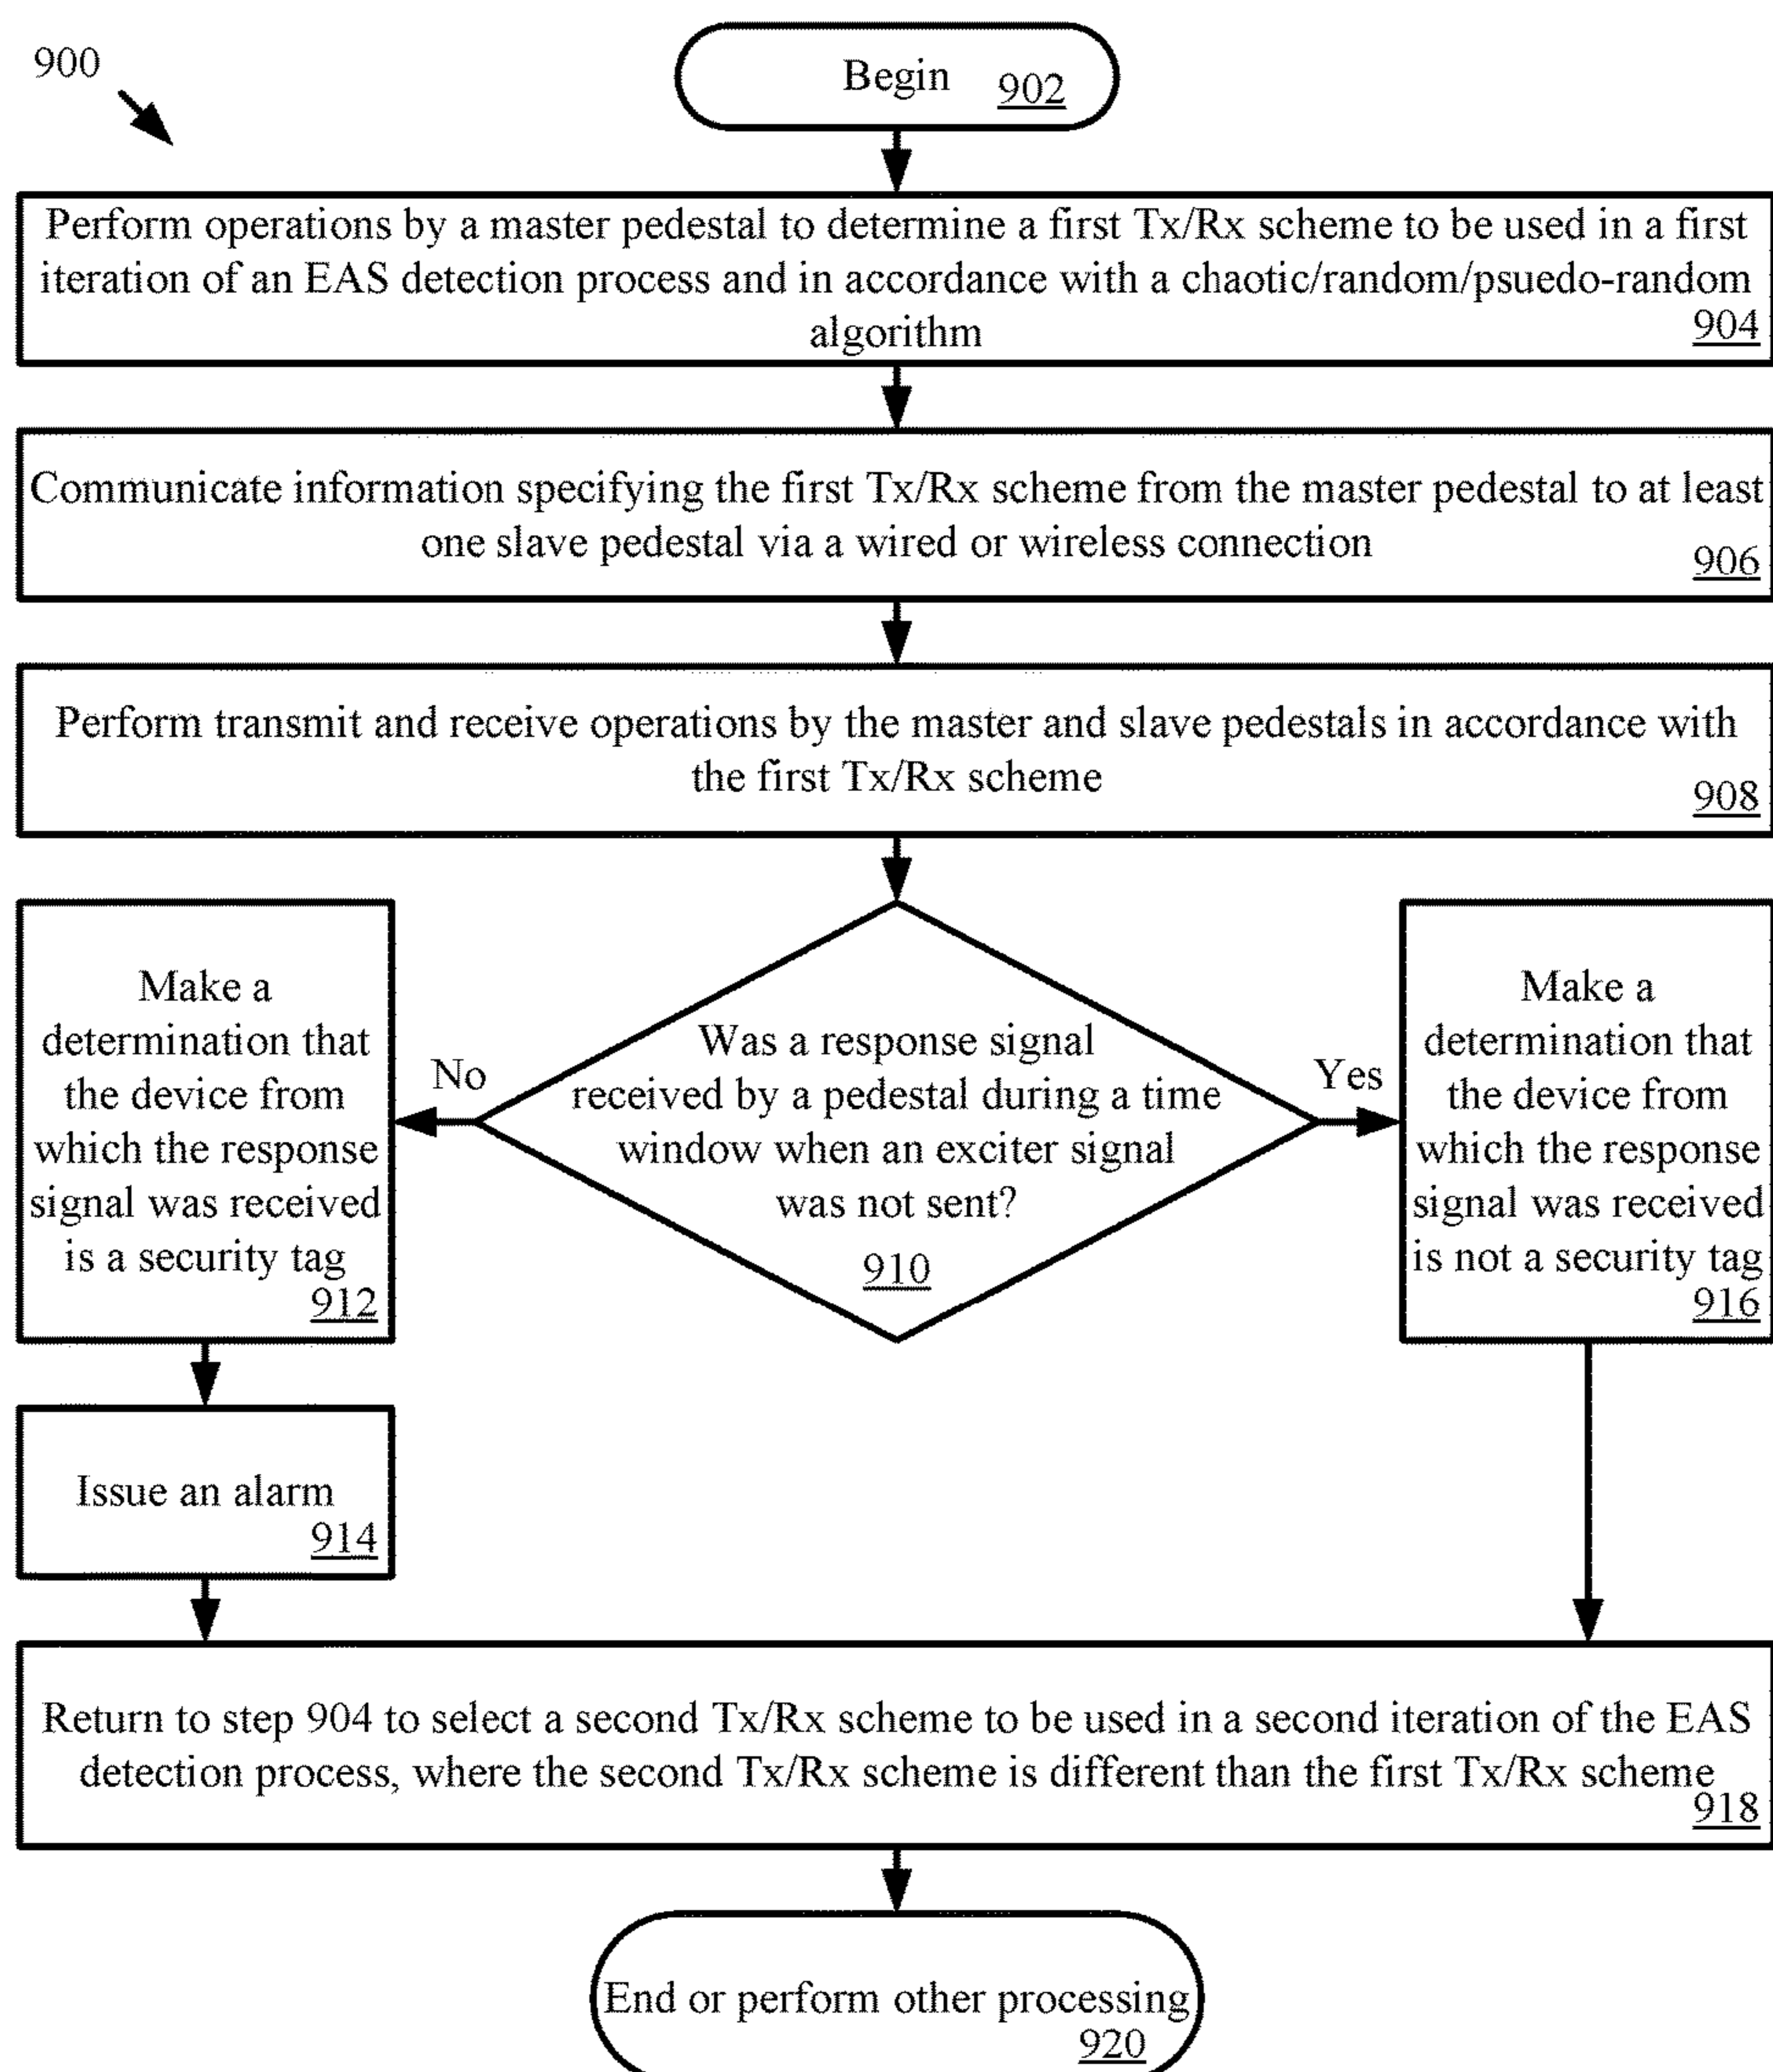 900
Begin 902
Perform operations by a master pedestal to determine a first Tx/Rx scheme to be used in a first
iteration of an EAS detection process and in accordance with a chaotic/random/psuedo-random
algorithm
904
Communicate information specifying the first Tx/Rx scheme from the master pedestal to at least
one slave pedestal via a wired or wireless connection
906
Perform transmit and receive operations by the master and slave pedestals in accordance with
the first Tx/Rx scheme
908
Make a
determination that
the device from
which the response
signal was received
is a security tag
912
No
Was a response signal
received by a pedestal during a time
window when an exciter signal
was not sent?
910
Yes
Make a
determination that
the device from
which the response
signal was received
is not a security tag
916
Issue an alarm
914
Return to step 904 to select a second Tx/Rx scheme to be used in a second iteration of the EAS
detection process, where the second Tx/Rx scheme is different than the first Tx/Rx scheme
918
End or perform other processing
920